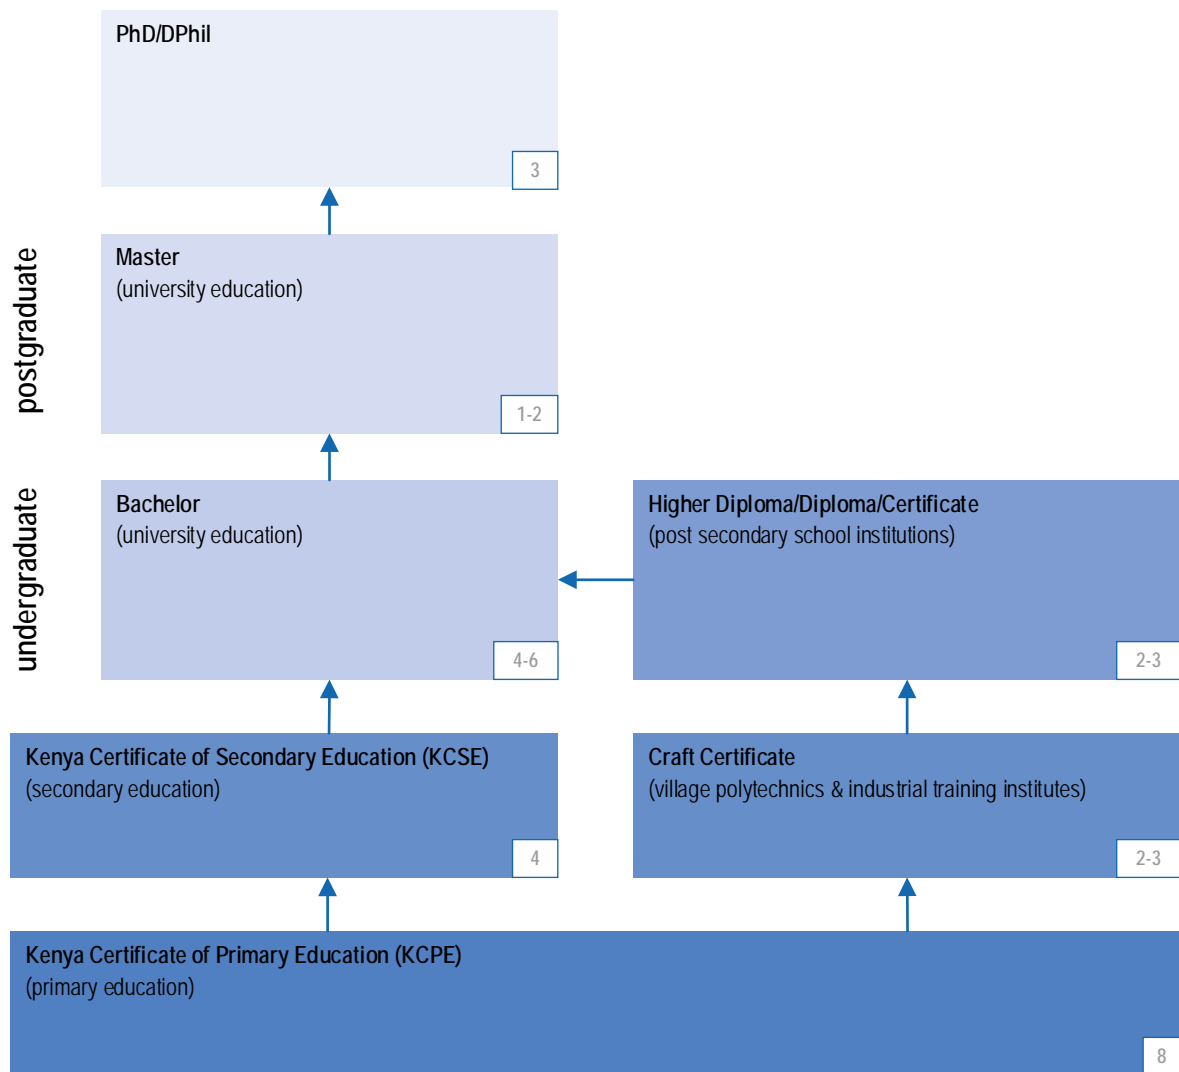 PhD/DPhil
3
postgraduate
Master
(university education)
1-2
undergraduate
Bachelor
(university education)
4-6
Higher Diploma/Diploma/Certificate
(post secondary school institutions)
2-3
Kenya Certificate of Secondary Education (KCSE)
(secondary education)
4
Craft Certificate
(village polytechnics & industrial training institutes)
2-3
Kenya Certificate of Primary Education (KCPE)
(primary education)
8